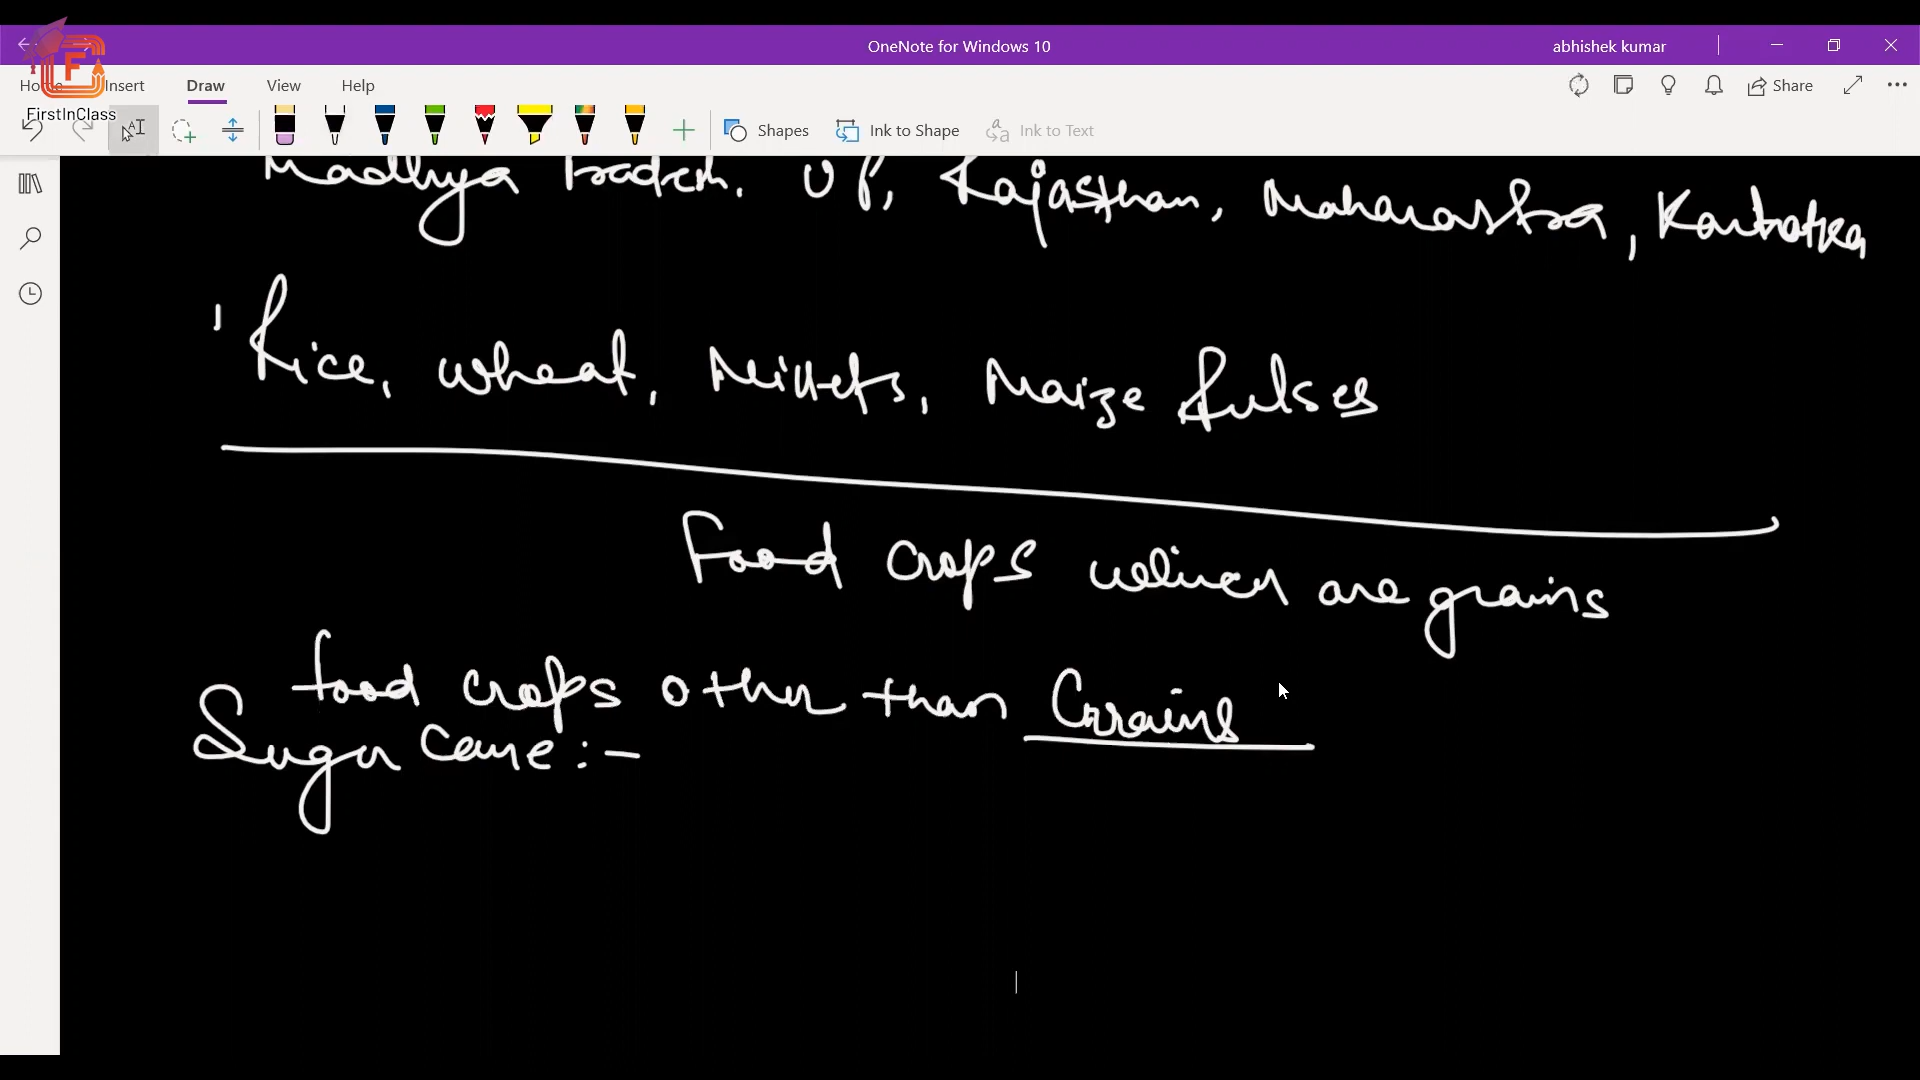 OneNote for Windows 10
abhishek kumar
Home Insert Draw View Help
Share
FirstInClass
Shapes Ink to Shape Ink to Text
Madhya Pradesh, UP, Rajasthan, Maharastra, Karnataka
Rice, wheat, Millets, Maize Pulses
Food crops which are grains
food crops other than Grains
Sugar cane :-